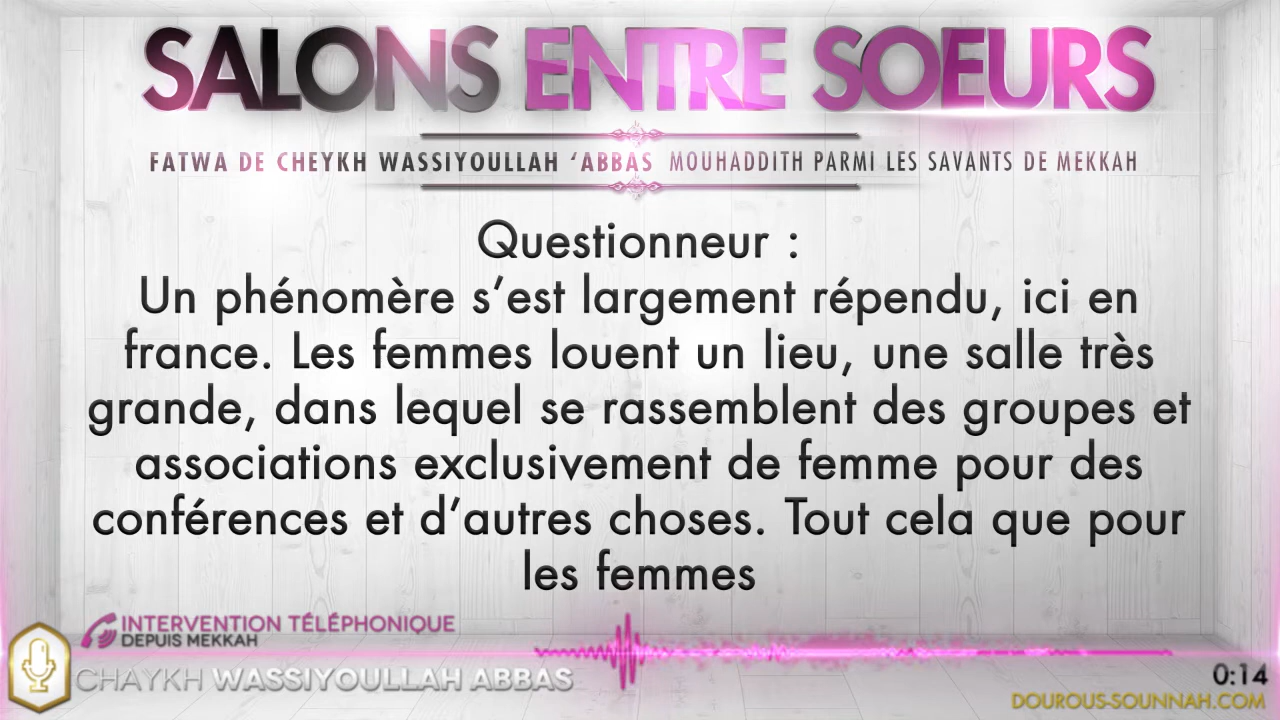 SALONS ENTRE SOEURS
FATWA DE CHEYKH WASSIYOULLAH ‘ABBAS MOUHADDITH PARMI LES SAVANTS DE MEKKAH
Questionneur :
Un phénomère s’est largement répendu, ici en
france. Les femmes louent un lieu, une salle très
grande, dans lequel se rassemblent des groupes et
associations exclusivement de femme pour des
conférences et d’autres choses. Tout cela que pour
les femmes
INTERVENTION TÉLÉPHONIQUE
DEPUIS MEKKAH
CHAYKH WASSIYOULLAH ABBAS
0:14
DOUROUS-SOUNNAH.COM